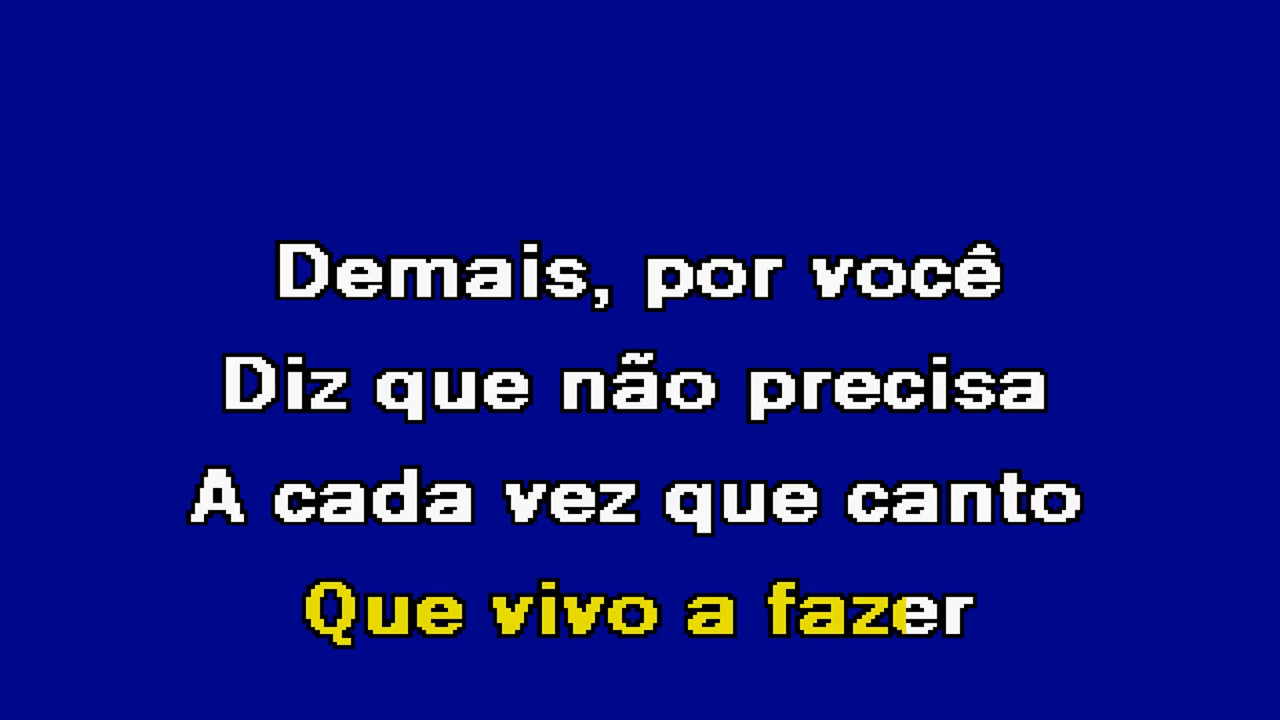 Demais, por você
Diz que não precisa
A cada vez que canto
Que vivo a fazer